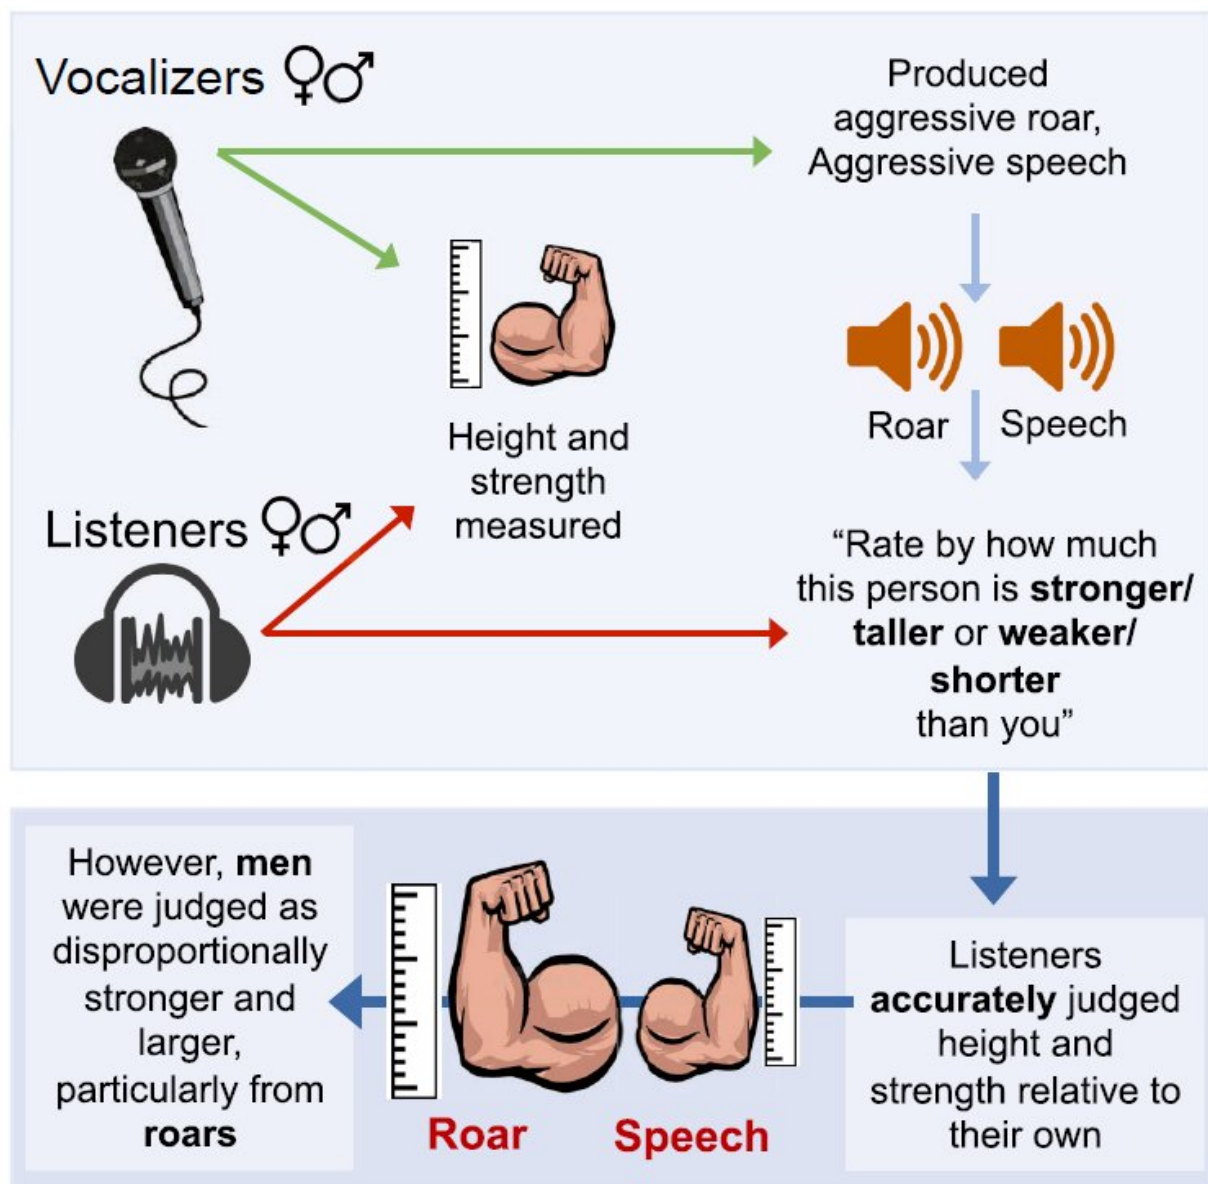 Vocalizers ♀♂
Produced
aggressive roar,
Aggressive speech
Roar
Speech
Height and
strength
measured
Listeners ♀♂
“Rate by how much
this person is stronger/
taller or weaker/
shorter
than you”
However, men
were judged as
disproportionally
stronger and
larger,
particularly from
roars
Roar
Speech
Listeners
accurately judged
height and
strength relative to
their own